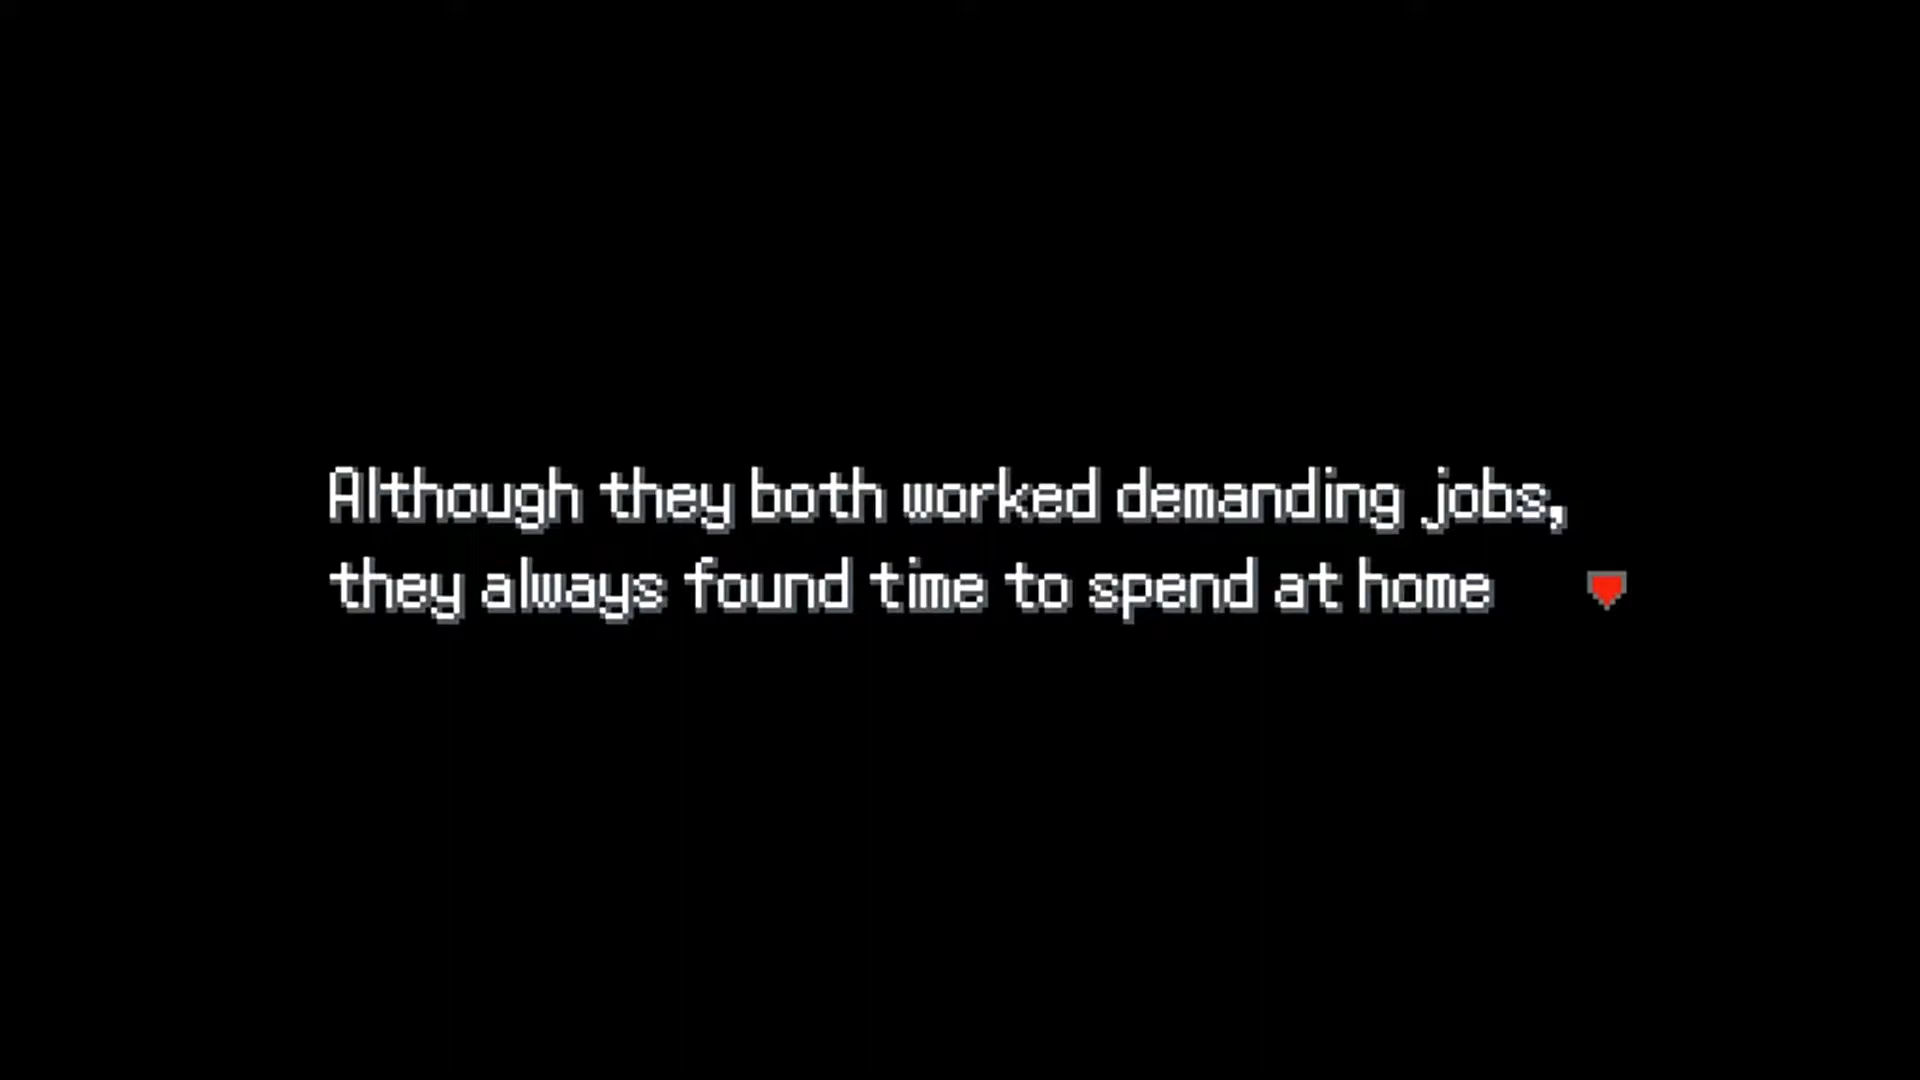 Although they both worked demanding jobs,
they always found time to spend at home